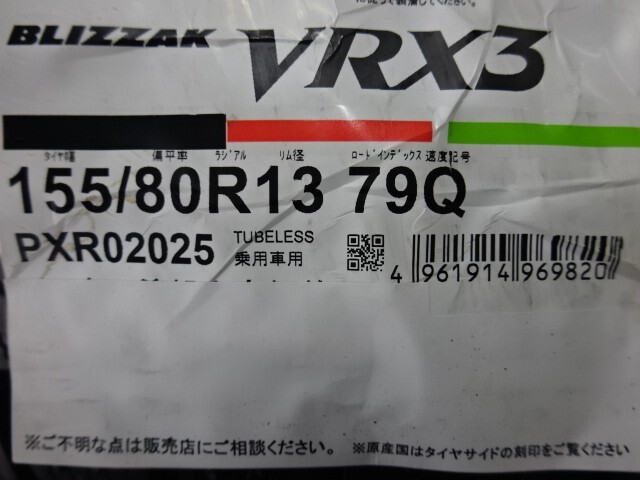 BLIZZAK VRX3
タイヤ幅 偏平率 ラジアル リム径 ロードインデックス 速度記号
155/80R13 79Q
PXR02025 TUBELESS
乗用車用
4 961914 969820
※ご不明な点は販売店にご相談ください。 ※原産国はタイヤサイドの刻印をご覧ください